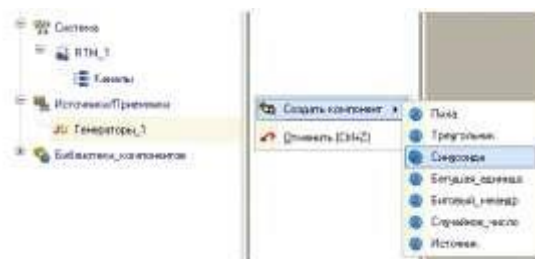 Система
RTM_1
Каналы
Источники/Приемники
Генераторы_1
Библиотеки_компонентов
Создать компонент
Отменить (Ctrl+Z)
Пила
Треугольник
Синусоида
Бегущая_единица
Битовый_меандр
Случайное_число
Источник